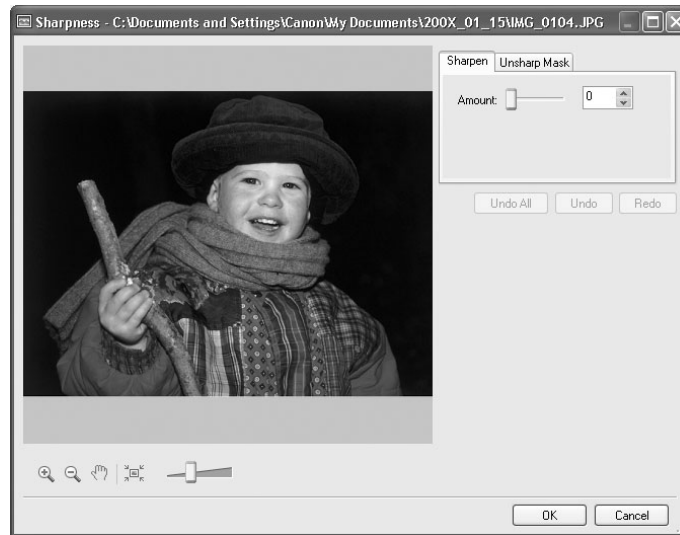 Sharpness - C:\Documents and Settings\Canon\My Documents\200X_01_15\IMG_0104.JPG
Sharpen Unsharp Mask
Amount: 0
Undo All Undo Redo
OK Cancel